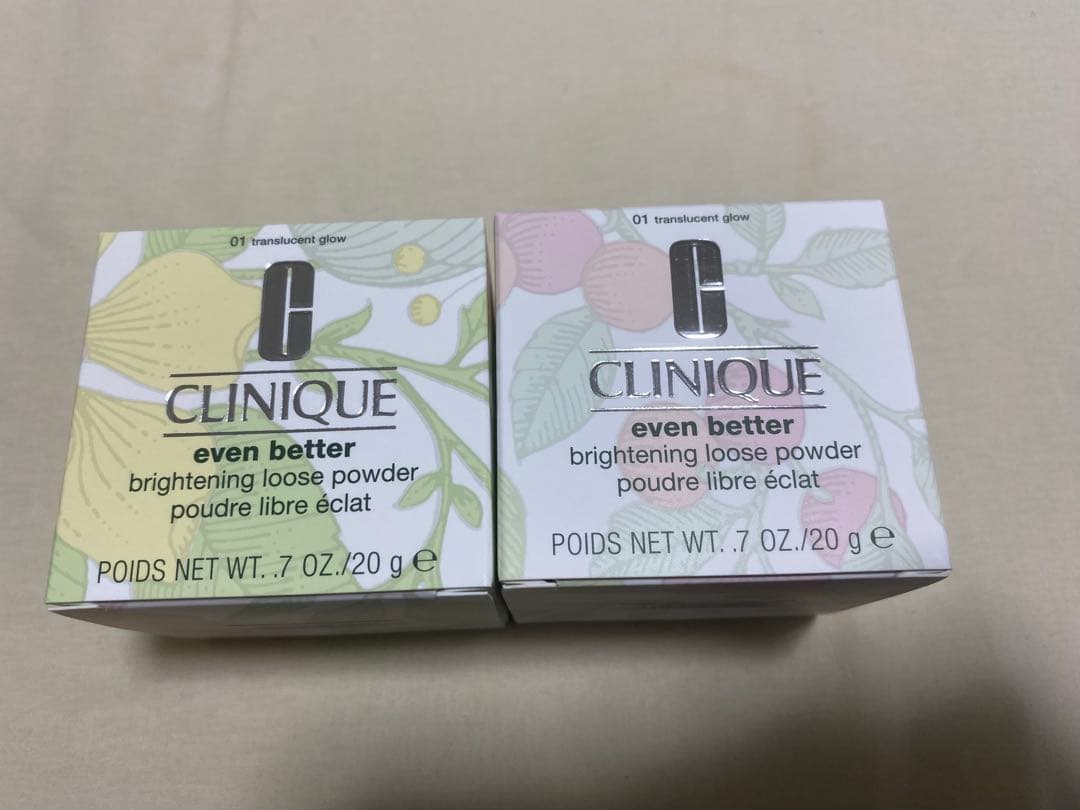 01 translucent glow
CLINIQUE
even better
brightening loose powder
poudre libre éclat
POIDS NET WT. .7 OZ./20 g ℮
01 translucent glow
CLINIQUE
even better
brightening loose powder
poudre libre éclat
POIDS NET WT. .7 OZ./20 g ℮